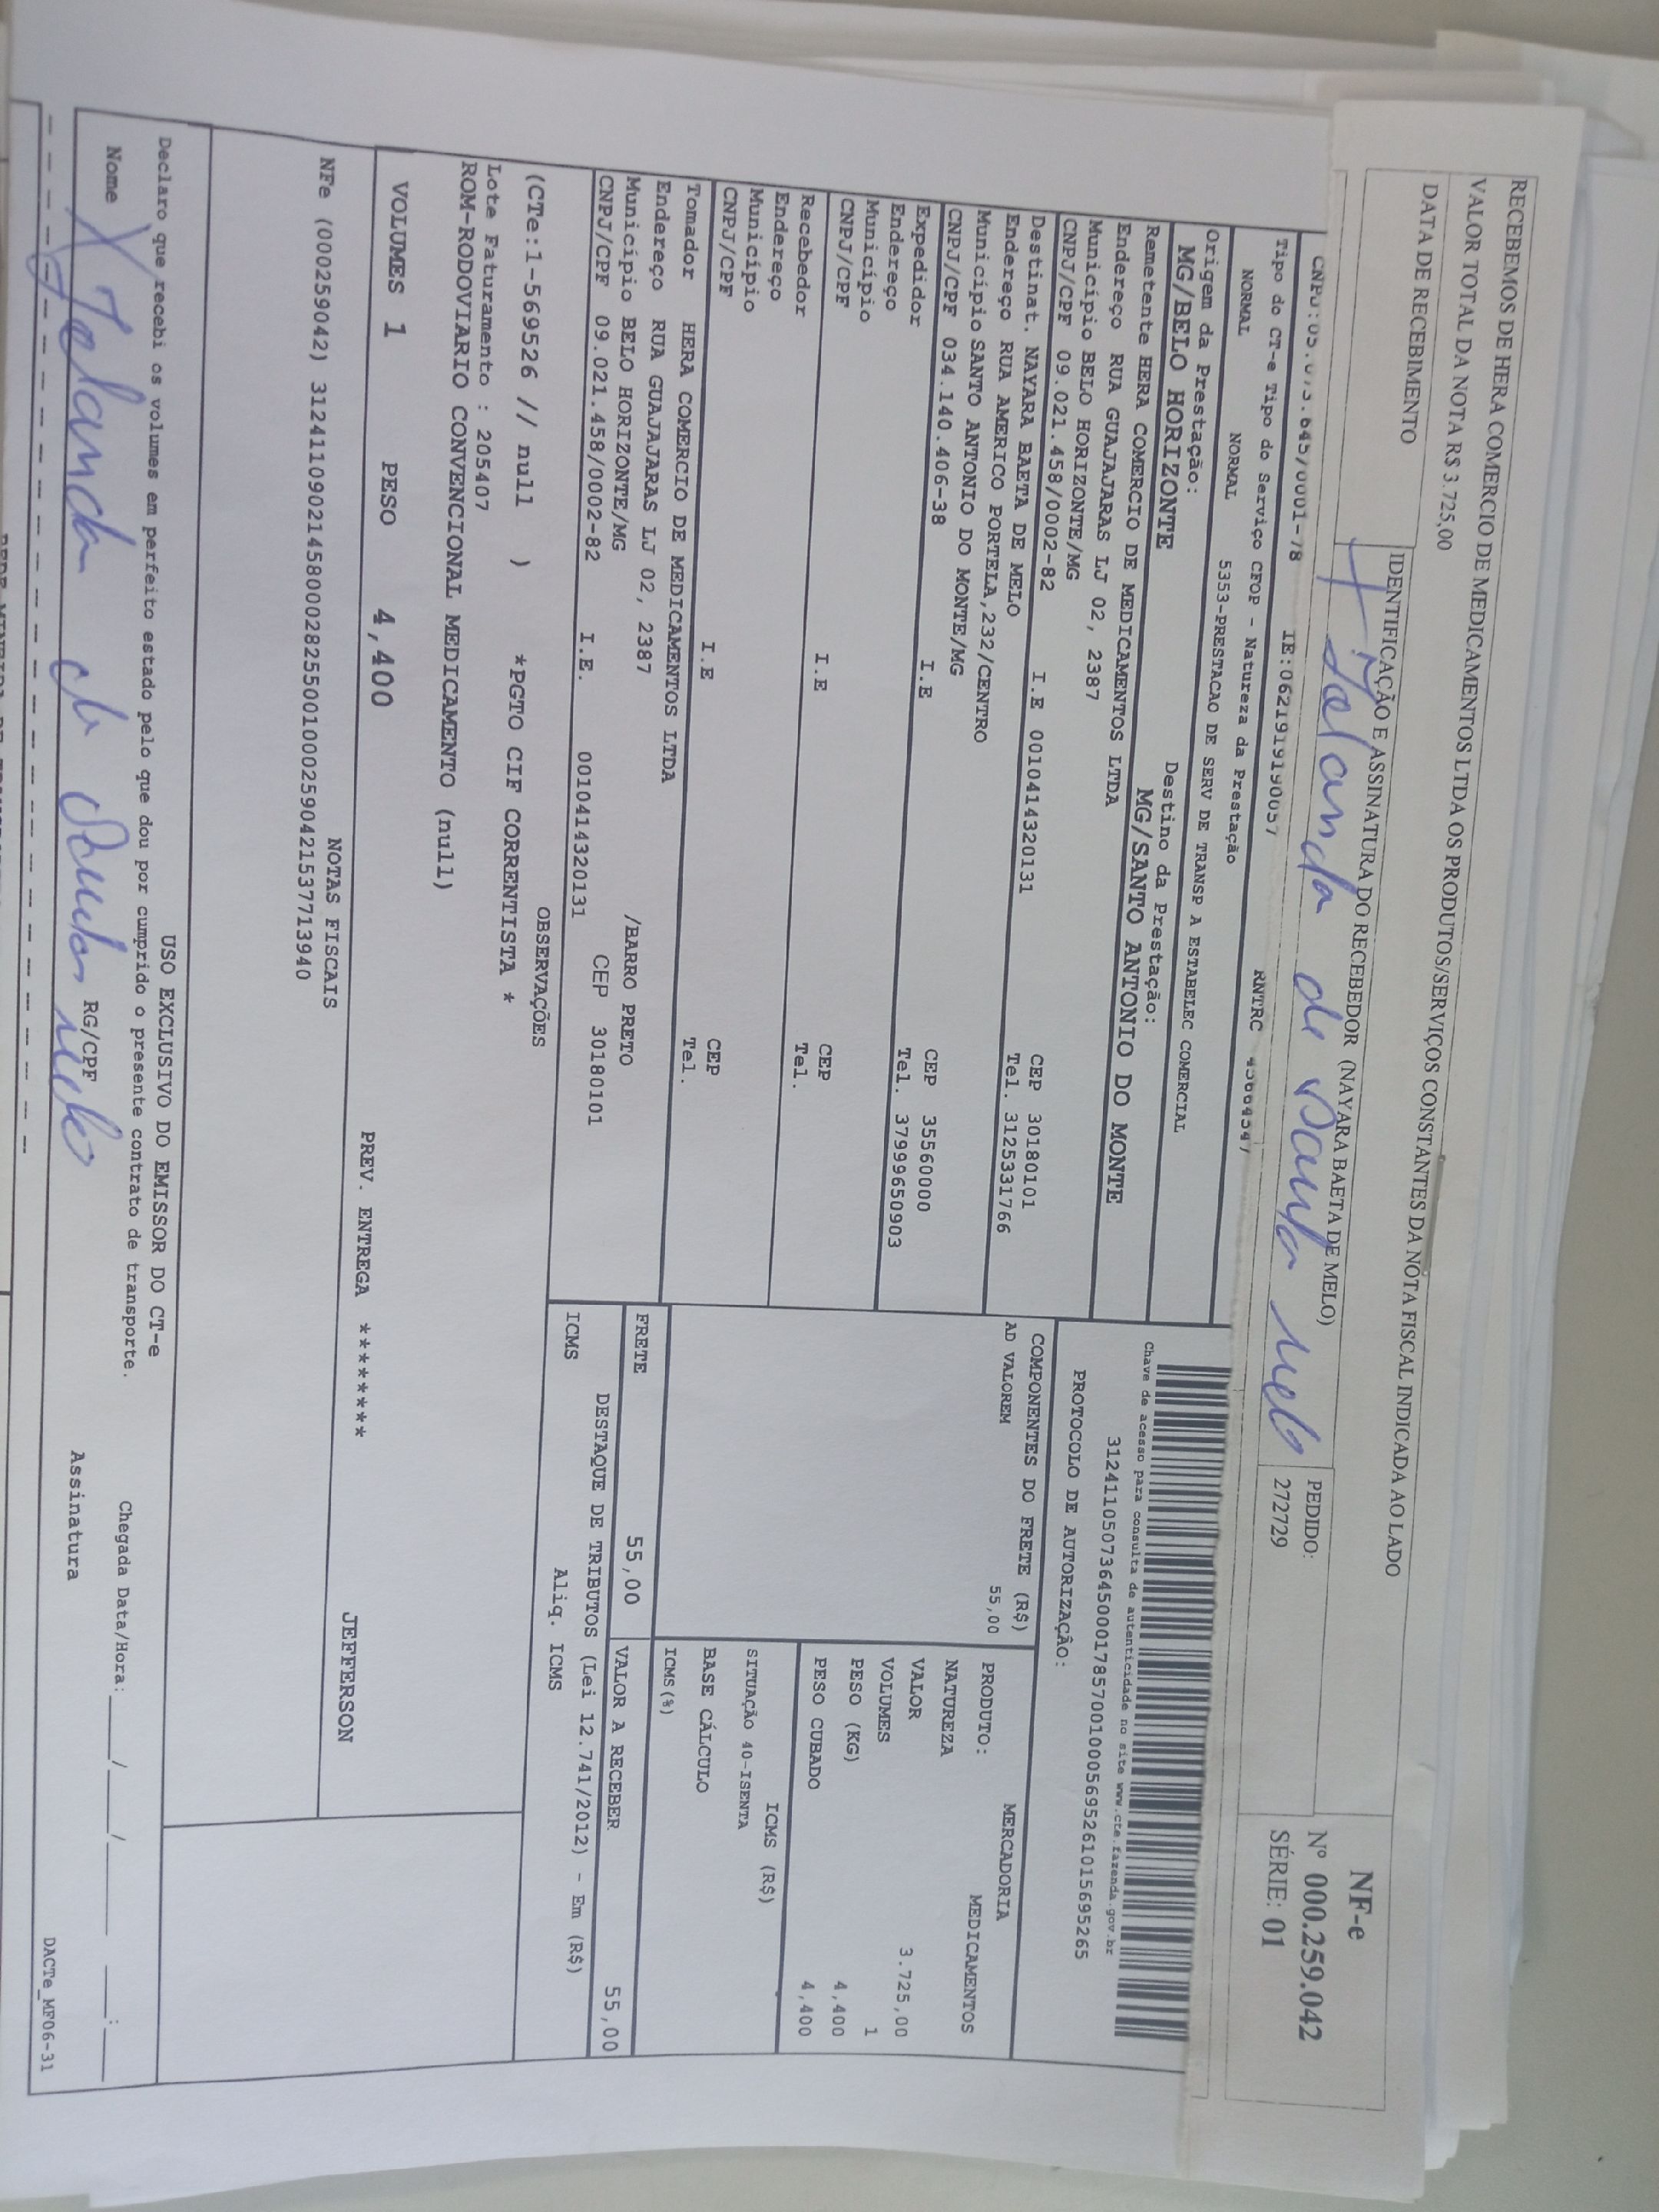 RECEBEMOS DE HERA COMERCIO DE MEDICAMENTOS LTDA OS PRODUTOS/SERVIÇOS CONSTANTES DA NOTA FISCAL INDICADA AO LADO
VALOR TOTAL DA NOTA R$ 3.725,00
DATA DE RECEBIMENTO
IDENTIFICAÇÃO E ASSINATURA DO RECEBEDOR (NAYARA BAETA DE MELO)
PEDIDO:
272729
NF-e
Nº 000.259.042
SÉRIE: 01
IE:0621919190057
RNTRC
Tipo do CT-e Tipo do Serviço CFOP - Natureza da Prestação
NORMAL NORMAL 5353-PRESTACAO DE SERV DE TRANSP A ESTABELEC COMERCIAL
Origem da Prestação: Destino da Prestação:
MG/BELO HORIZONTE MG/SANTO ANTONIO DO MONTE
Remetente HERA COMERCIO DE MEDICAMENTOS LTDA
Endereço RUA GUAJAJARAS LJ 02, 2387
Município BELO HORIZONTE/MG CEP 30180101
CNPJ/CPF 09.021.458/0002-82 I.E 0010414320131 Tel. 3125331766
Destinat. NAYARA BAETA DE MELO
Endereço RUA AMERICO PORTELA,232/CENTRO
Município SANTO ANTONIO DO MONTE/MG CEP 35560000
CNPJ/CPF 034.140.406-38 I.E Tel. 37999650903
Expedidor
Endereço
Município CEP
CNPJ/CPF I.E Tel.
Recebedor
Endereço
Município CEP
CNPJ/CPF I.E Tel.
Tomador HERA COMERCIO DE MEDICAMENTOS LTDA
Endereço RUA GUAJAJARAS LJ 02, 2387 /BARRO PRETO
Município BELO HORIZONTE/MG CEP 30180101
CNPJ/CPF 09.021.458/0002-82 I.E. 0010414320131
Chave de acesso para consulta de autenticidade no site www.cte.fazenda.gov.br
31241105073645000178570010005695261015695265
PROTOCOLO DE AUTORIZAÇÃO:
COMPONENTES DO FRETE (R$)
AD VALOREM 55,00
MERCADORIA
PRODUTO: MEDICAMENTOS
NATUREZA
VALOR 3.725,00
VOLUMES 1
PESO (KG) 4,400
PESO CUBADO 4,400
ICMS (R$)
SITUAÇÃO 40-ISENTA
BASE CÁLCULO
ICMS(%)
FRETE 55,00
VALOR A RECEBER 55,00
DESTAQUE DE TRIBUTOS (Lei 12.741/2012) - Em (R$)
ICMS Aliq. ICMS
OBSERVAÇÕES
(CTe:1-569526 // null ) *PGTO CIF CORRENTISTA *
Lote Faturamento : 205407
ROM-RODOVIARIO CONVENCIONAL MEDICAMENTO (null)
VOLUMES 1 PESO 4,400 PREV. ENTREGA ******* JEFFERSON
NOTAS FISCAIS
NFe (000259042) 31241109021458000282550010002590421537713940
USO EXCLUSIVO DO EMISSOR DO CT-e
Declaro que recebi os volumes em perfeito estado pelo que dou por cumprido o presente contrato de transporte.
Nome RG/CPF Chegada Data/Hora:____/____/____ ___:___
Assinatura
DACTe_MF06-31